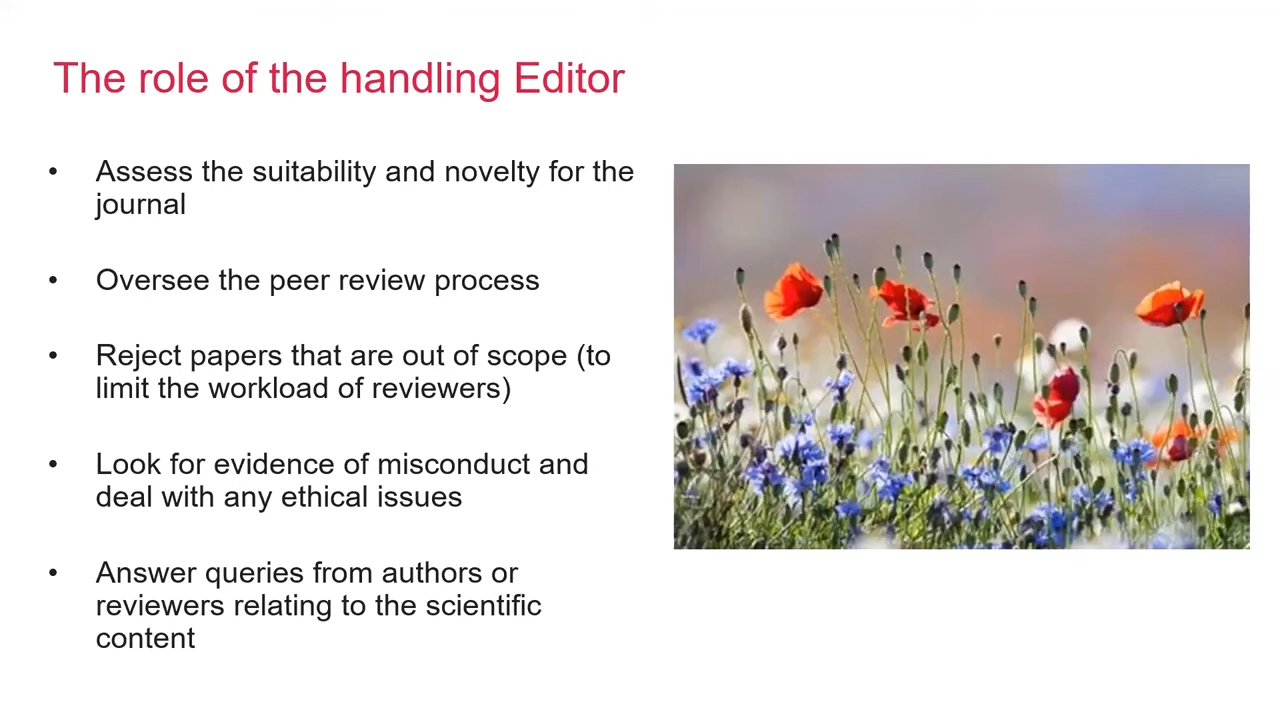 The role of the handling Editor
• Assess the suitability and novelty for the
journal
• Oversee the peer review process
• Reject papers that are out of scope (to
limit the workload of reviewers)
• Look for evidence of misconduct and
deal with any ethical issues
• Answer queries from authors or
reviewers relating to the scientific
content